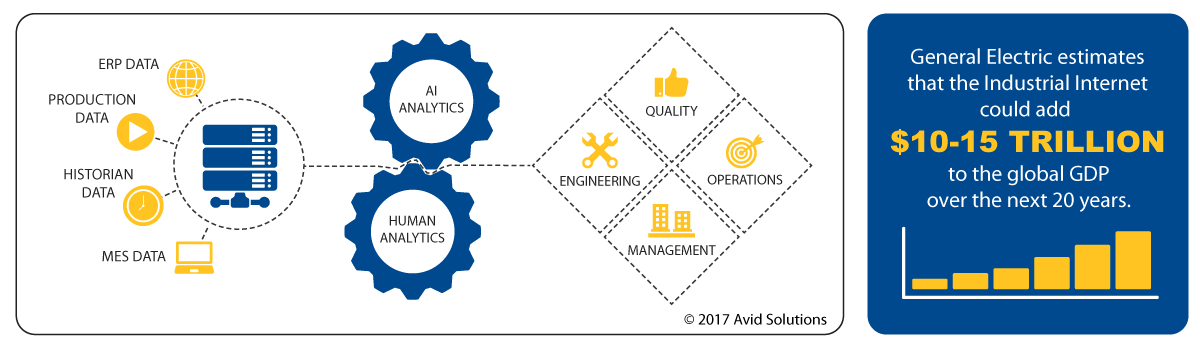 ERP DATA
PRODUCTION
DATA
HISTORIAN
DATA
MES DATA
AI
ANALYTICS
HUMAN
ANALYTICS
QUALITY
ENGINEERING
OPERATIONS
MANAGEMENT
© 2017 Avid Solutions
General Electric estimates
that the Industrial Internet
could add
$10-15 TRILLION
to the global GDP
over the next 20 years.